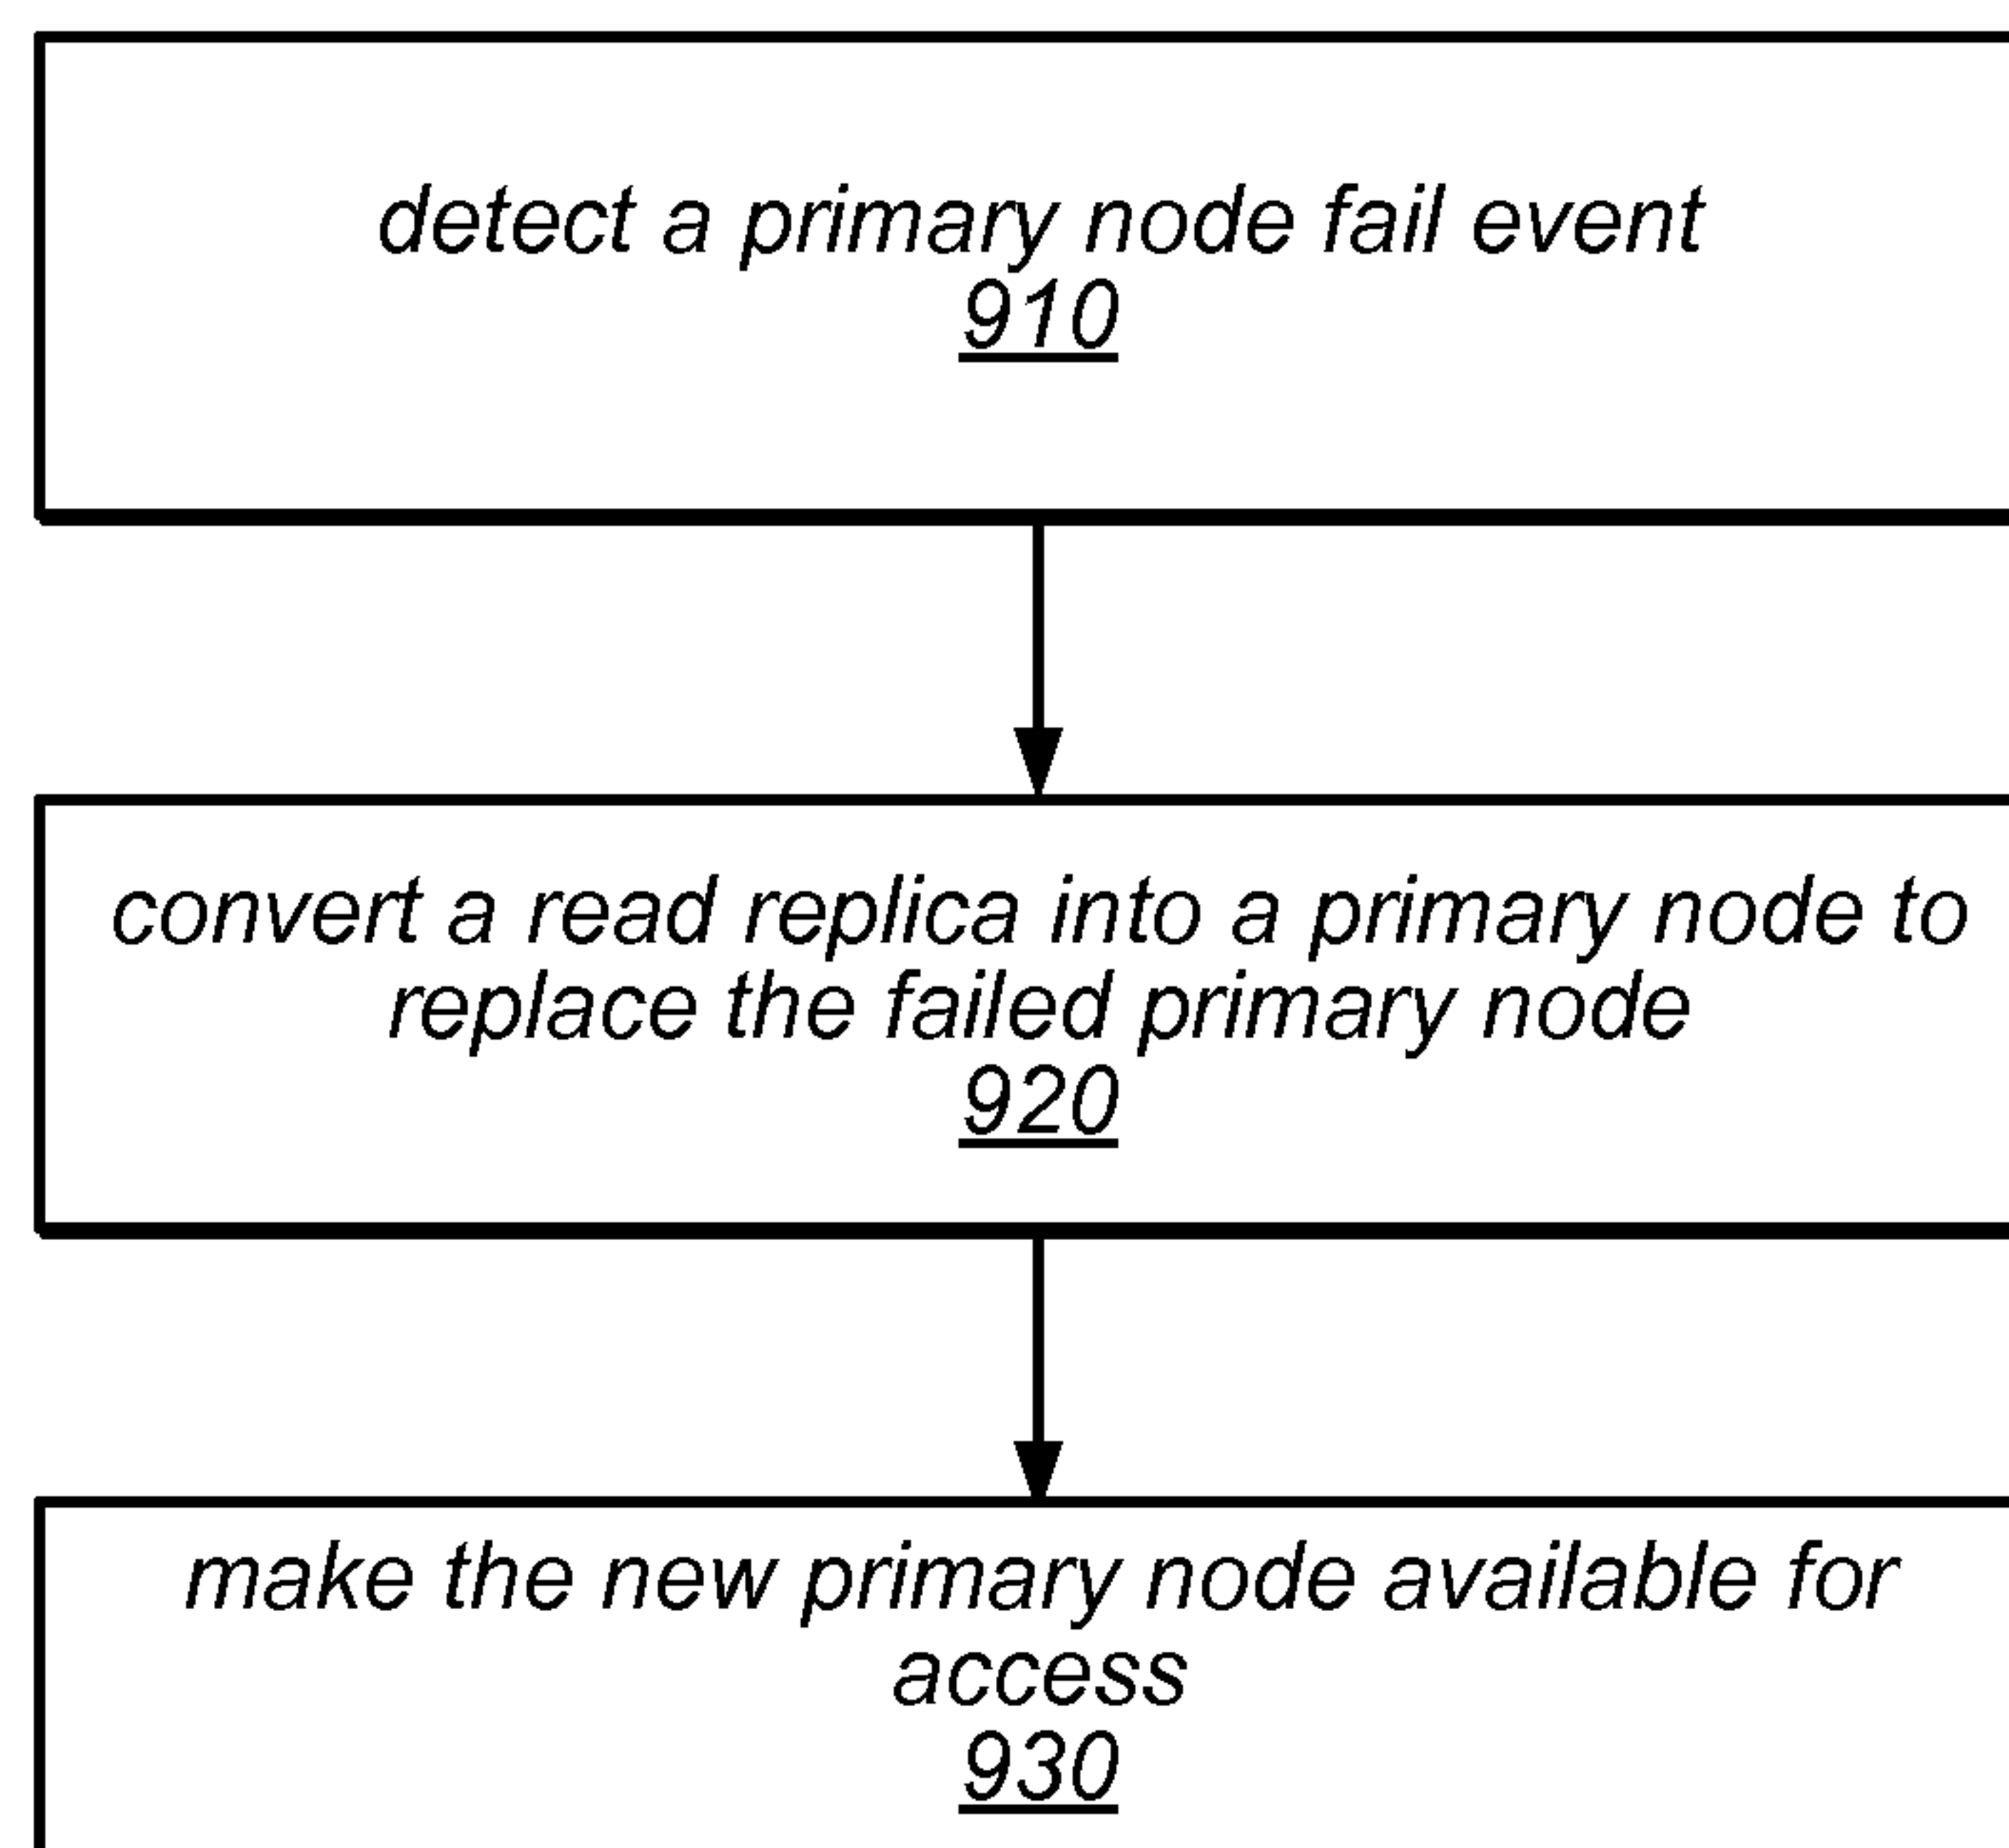 detect a primary node fail event
910
convert a read replica into a primary node to
replace the failed primary node
920
make the new primary node available for
access
930